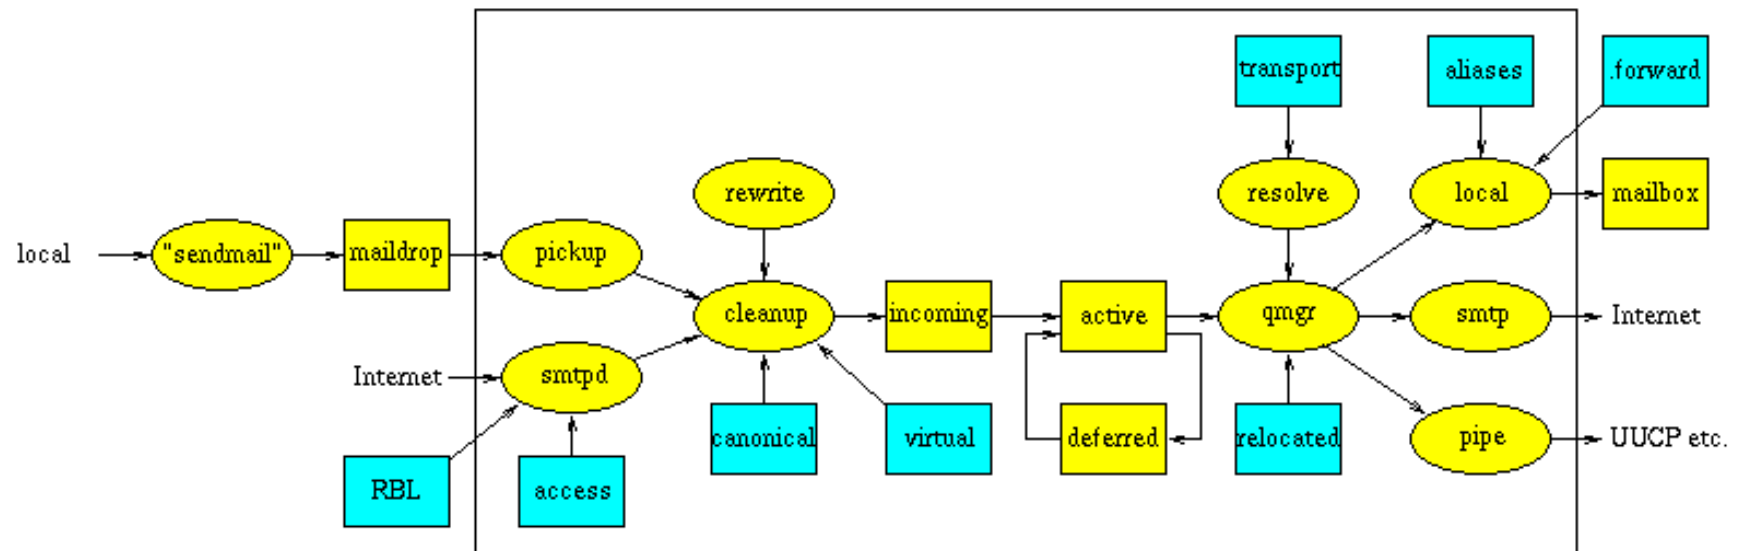 transport
aliases
.forward
rewrite
resolve
local
mailbox
local
"sendmail"
maildrop
pickup
cleanup
incoming
active
qmgr
smtp
Internet
Internet
smtpd
canonical
virtual
deferred
relocated
pipe
UUCP etc.
RBL
access